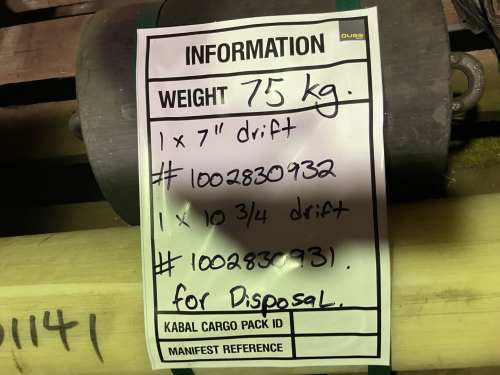 INFORMATION
WEIGHT 75 kg.
1 x 7" drift
# 1002830932
1 x 10 3/4 drift
# 1002830931.
for Disposal.
KABAL CARGO PACK ID
MANIFEST REFERENCE
1141